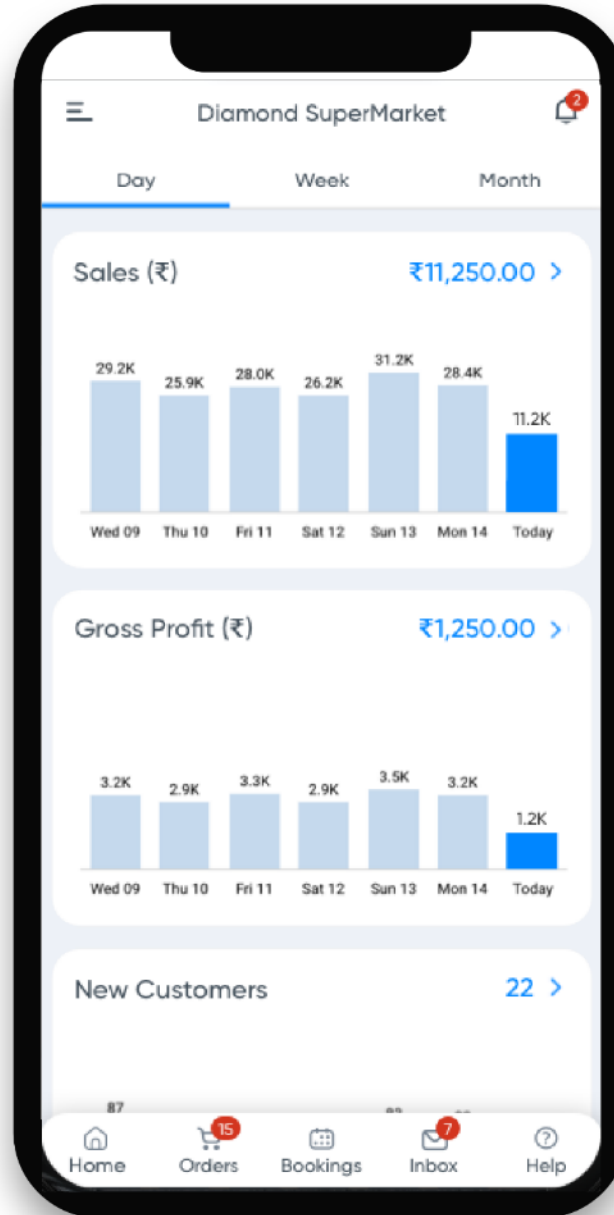 Diamond SuperMarket
2
Day Week Month
Sales (₹) ₹11,250.00 >
29.2K 25.9K 28.0K 26.2K 31.2K 28.4K 11.2K
Wed 09 Thu 10 Fri 11 Sat 12 Sun 13 Mon 14 Today
Gross Profit (₹) ₹1,250.00 >
3.2K 2.9K 3.3K 2.9K 3.5K 3.2K 1.2K
Wed 09 Thu 10 Fri 11 Sat 12 Sun 13 Mon 14 Today
New Customers 22 >
87
15 7
Home Orders Bookings Inbox Help